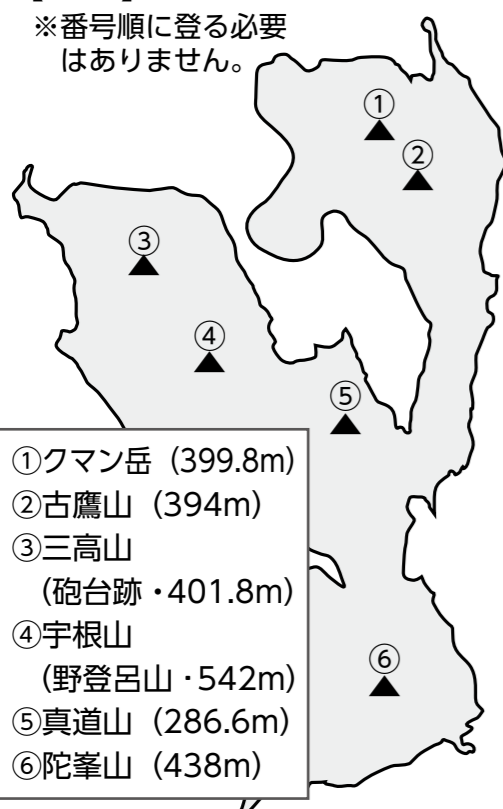 ※番号順に登る必要
はありません。
①
②
③
④
⑤
①クマン岳（399.8m）
②古鷹山（394m）
③三高山
（砲台跡・401.8m）
④宇根山
（野登呂山・542m）
⑤真道山（286.6m）
⑥陀峯山（438m）
⑥